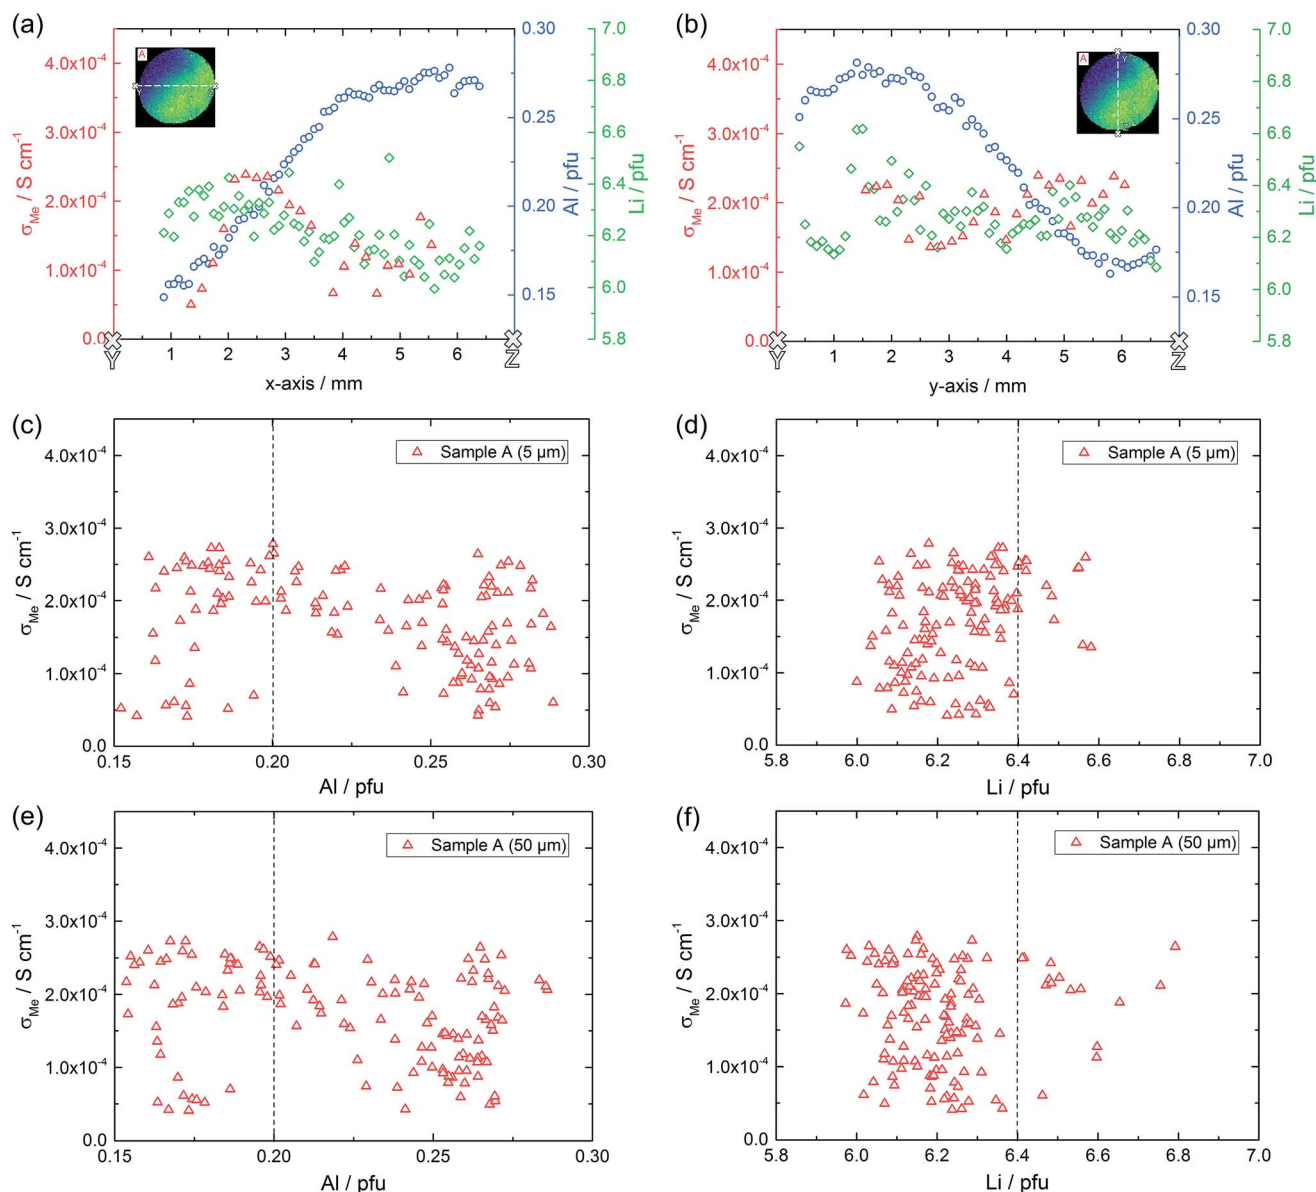 (a)
A
4.0x10⁻⁴
3.0x10⁻⁴
2.0x10⁻⁴
1.0x10⁻⁴
0.0
σMe / S cm⁻¹
0.30
0.25
0.20
0.15
Al / pfu
7.0
6.8
6.6
6.4
6.2
6.0
5.8
Li / pfu
1 2 3 4 5 6
Y Z
x-axis / mm
(b)
A
Y
Z
4.0x10⁻⁴
3.0x10⁻⁴
2.0x10⁻⁴
1.0x10⁻⁴
0.0
σMe / S cm⁻¹
0.30
0.25
0.20
0.15
Al / pfu
7.0
6.8
6.6
6.4
6.2
6.0
5.8
Li / pfu
1 2 3 4 5 6
Y Z
y-axis / mm
(c)
Sample A (5 µm)
4.0x10⁻⁴
3.0x10⁻⁴
2.0x10⁻⁴
1.0x10⁻⁴
0.0
σMe / S cm⁻¹
0.15 0.20 0.25 0.30
Al / pfu
(d)
Sample A (5 µm)
4.0x10⁻⁴
3.0x10⁻⁴
2.0x10⁻⁴
1.0x10⁻⁴
0.0
σMe / S cm⁻¹
5.8 6.0 6.2 6.4 6.6 6.8 7.0
Li / pfu
(e)
Sample A (50 µm)
4.0x10⁻⁴
3.0x10⁻⁴
2.0x10⁻⁴
1.0x10⁻⁴
0.0
σMe / S cm⁻¹
0.15 0.20 0.25 0.30
Al / pfu
(f)
Sample A (50 µm)
4.0x10⁻⁴
3.0x10⁻⁴
2.0x10⁻⁴
1.0x10⁻⁴
0.0
σMe / S cm⁻¹
5.8 6.0 6.2 6.4 6.6 6.8 7.0
Li / pfu